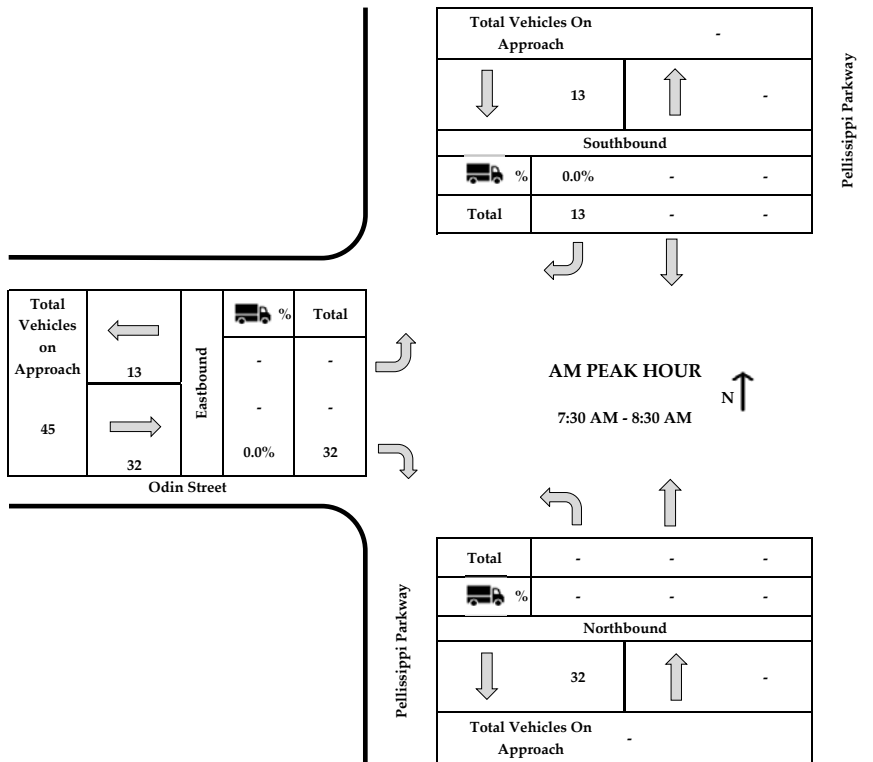 Total Vehicles On
Approach
-
13
-
Southbound
% 0.0% - -
Total 13 - -
Pellissippi Parkway
Total
Vehicles
on
Approach
45
13
32
Eastbound
% Total
- -
- -
0.0% 32
Odin Street
AM PEAK HOUR
N
7:30 AM - 8:30 AM
Pellissippi Parkway
Total - - -
% - - -
Northbound
32
-
Total Vehicles On
Approach
-